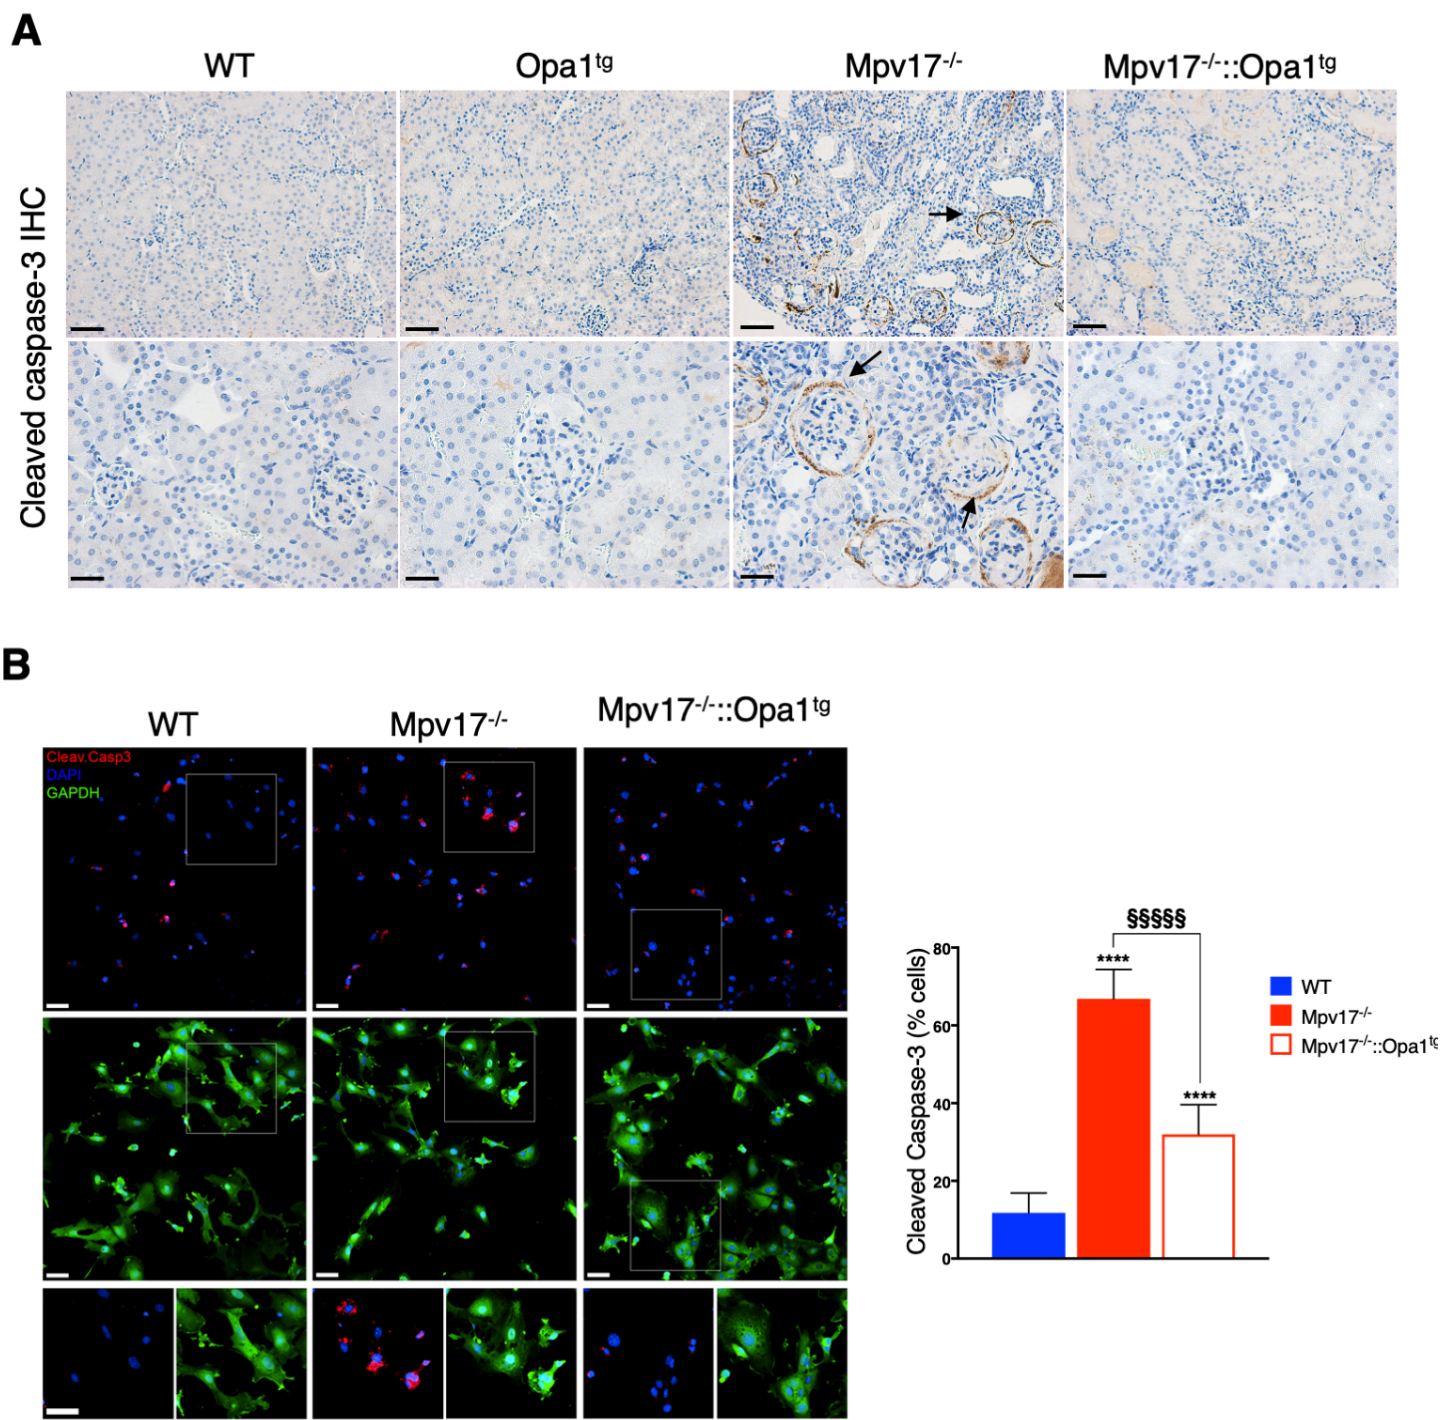 A
WT Opa1tg Mpv17-/- Mpv17-/-::Opa1tg
Cleaved caspase-3 IHC
B
WT Mpv17-/- Mpv17-/-::Opa1tg
Cleav.Casp3
DAPI
GAPDH
Cleaved Caspase-3 (% cells)
80
60
40
20
0
§§§§§
****
****
WT
Mpv17-/-
Mpv17-/-::Opa1tg